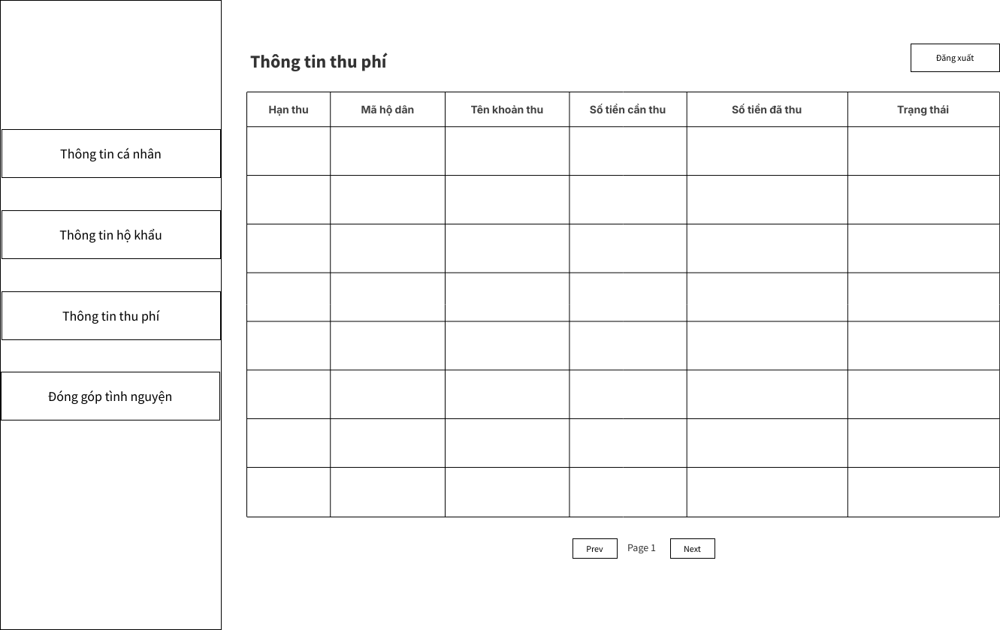 Thông tin cá nhân
Thông tin hộ khẩu
Thông tin thu phí
Đóng góp tình nguyện
Thông tin thu phí
Đăng xuất
Hạn thu Mã hộ dân Tên khoản thu Số tiền cần thu Số tiền đã thu Trạng thái
Prev Page 1 Next